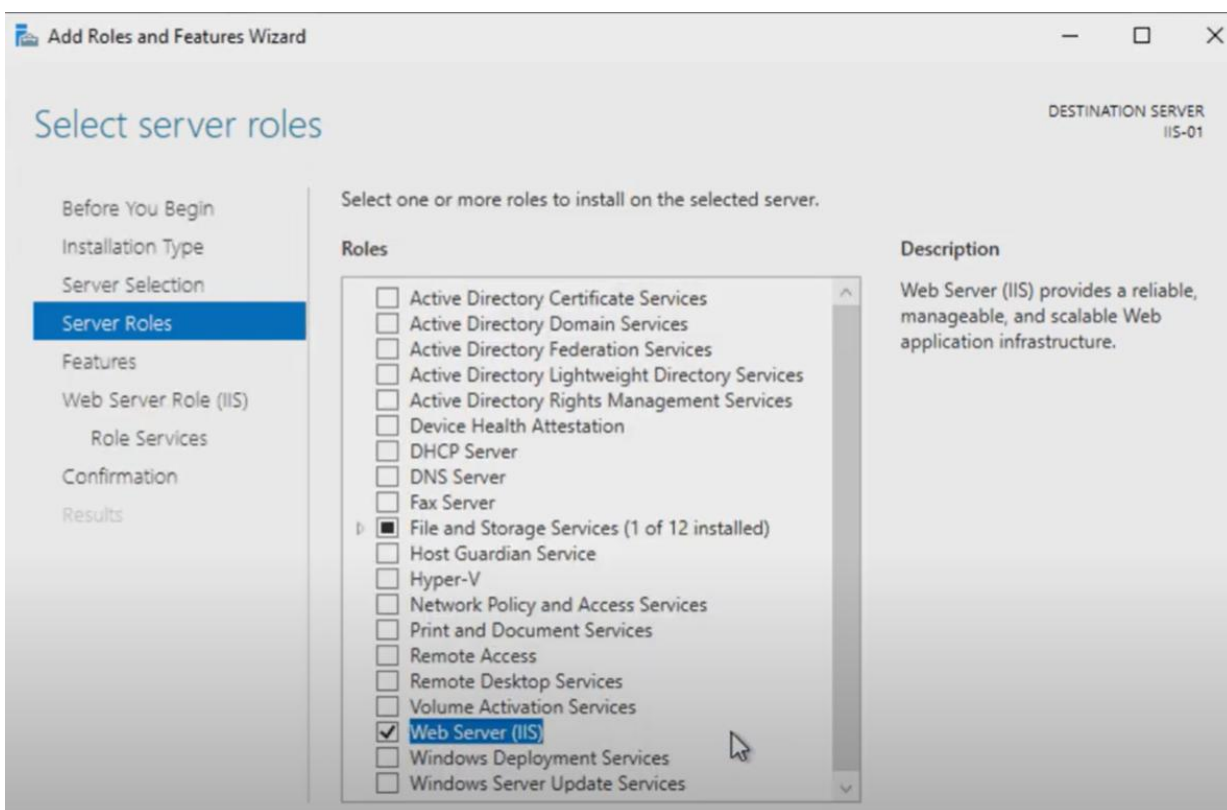 Add Roles and Features Wizard
Select server roles
DESTINATION SERVER
IIS-01
Before You Begin
Installation Type
Server Selection
Server Roles
Features
Web Server Role (IIS)
Role Services
Confirmation
Results
Select one or more roles to install on the selected server.
Roles
Active Directory Certificate Services
Active Directory Domain Services
Active Directory Federation Services
Active Directory Lightweight Directory Services
Active Directory Rights Management Services
Device Health Attestation
DHCP Server
DNS Server
Fax Server
File and Storage Services (1 of 12 installed)
Host Guardian Service
Hyper-V
Network Policy and Access Services
Print and Document Services
Remote Access
Remote Desktop Services
Volume Activation Services
Web Server (IIS)
Windows Deployment Services
Windows Server Update Services
Description
Web Server (IIS) provides a reliable,
manageable, and scalable Web
application infrastructure.